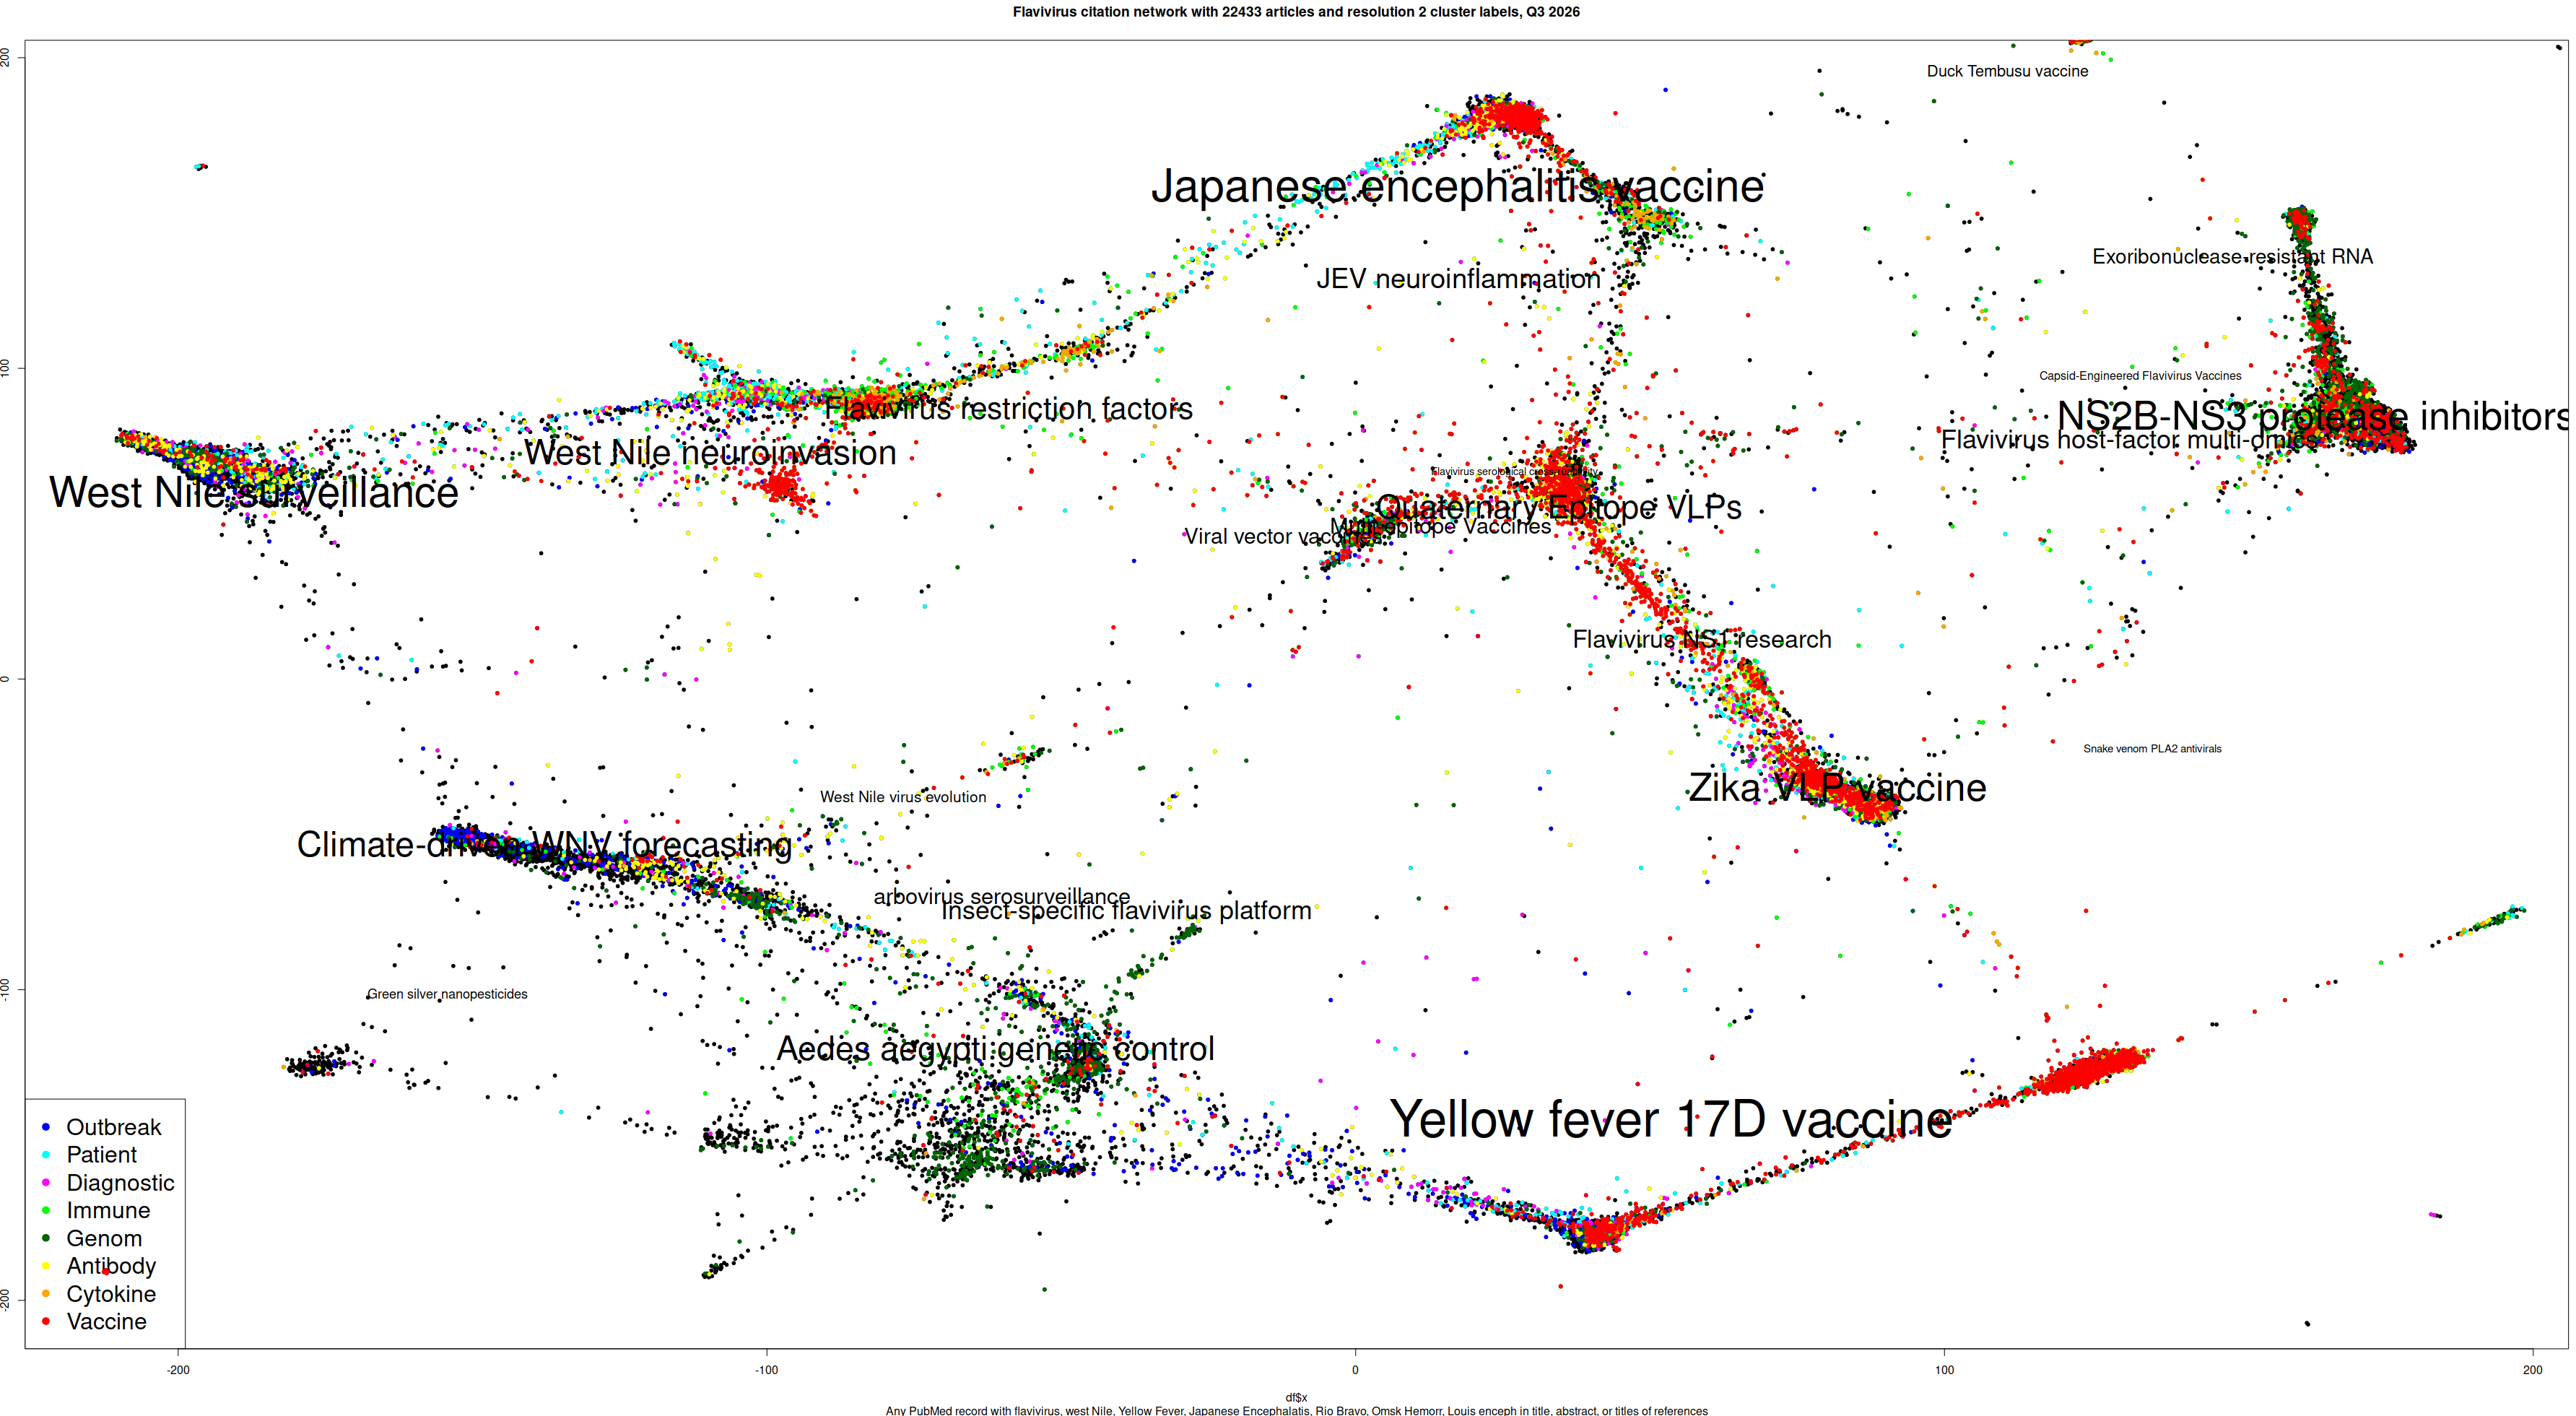 Flavivirus citation network with 22433 articles and resolution 2 cluster labels, Q3 2026
200
100
0
-100
-200
Duck Tembusu vaccine
Japanese encephalitis vaccine
Exoribonuclease-resistant RNA
JEV neuroinflammation
Capsid-Engineered Flavivirus Vaccines
Flavivirus restriction factors
NS2B-NS3 protease inhibitors
Flavivirus host-factor multi-omics
West Nile neuroinvasion
Flavivirus serological cross-reactivity
West Nile surveillance
Quaternary Epitope VLPs
Multi-epitope Vaccines
Viral vector vaccines
Flavivirus NS1 research
Snake venom PLA2 antivirals
Zika VLP vaccine
West Nile virus evolution
Climate-driven WNV forecasting
arbovirus serosurveillance
Insect-specific flavivirus platform
Green silver nanopesticides
Aedes aegypti genetic control
Yellow fever 17D vaccine
Outbreak
Patient
Diagnostic
Immune
Genom
Antibody
Cytokine
Vaccine
-200
-100
0
100
200
df$x
Any PubMed record with flavivirus, west Nile, Yellow Fever, Japanese Encephalatis, Rio Bravo, Omsk Hemorr, Louis enceph in title, abstract, or titles of references